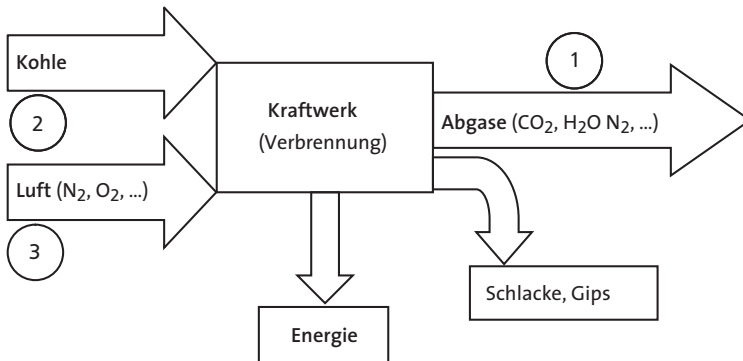 Kohle
2
Luft (N₂, O₂, ...)
3
Kraftwerk
(Verbrennung)
1
Abgase (CO₂, H₂O N₂, ...)
Schlacke, Gips
Energie